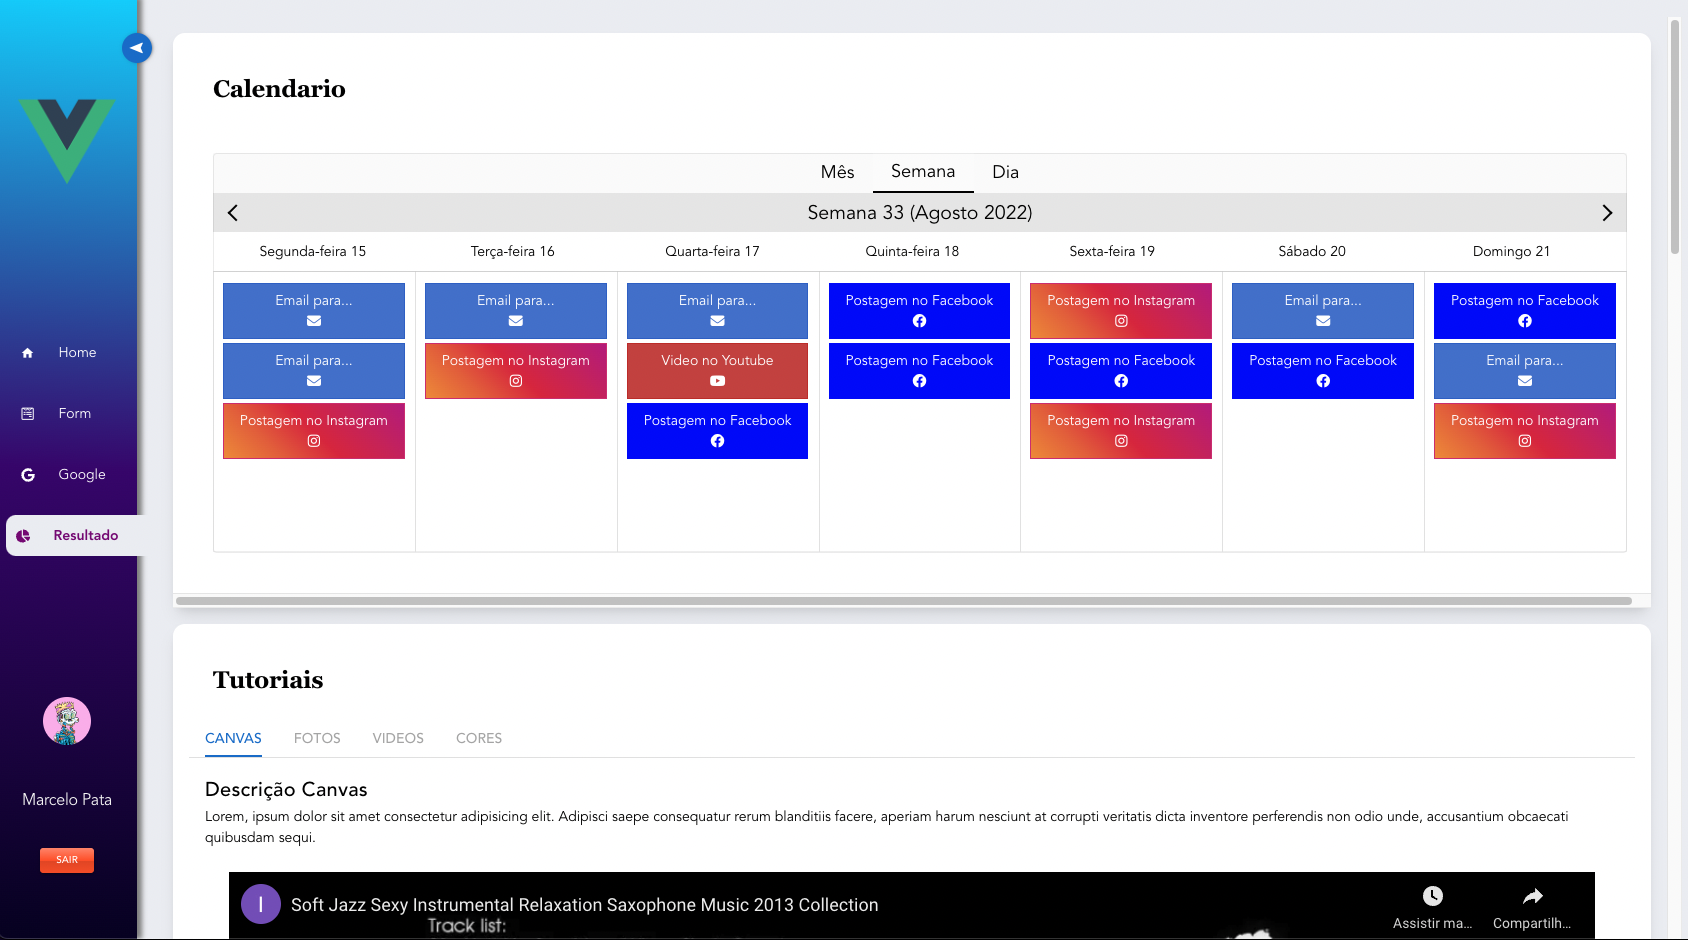 Home
Form
Google
Resultado
Marcelo Pata
SAIR
Calendario
Mês Semana Dia
Semana 33 (Agosto 2022)
Segunda-feira 15 Terça-feira 16 Quarta-feira 17 Quinta-feira 18 Sexta-feira 19 Sábado 20 Domingo 21
Email para... Email para... Email para... Postagem no Facebook Postagem no Instagram Email para... Postagem no Facebook
Email para... Postagem no Instagram Video no Youtube Postagem no Facebook Postagem no Facebook Postagem no Facebook Email para...
Postagem no Instagram Postagem no Facebook Postagem no Instagram Postagem no Instagram
Tutoriais
CANVAS FOTOS VIDEOS CORES
Descrição Canvas
Lorem, ipsum dolor sit amet consectetur adipisicing elit. Adipisci saepe consequatur rerum blanditiis facere, aperiam harum nesciunt at corrupti veritatis dicta inventore perferendis non odio unde, accusantium obcaecati
quibusdam sequi.
I Soft Jazz Sexy Instrumental Relaxation Saxophone Music 2013 Collection
Assistir ma... Compartilh...
Track list: